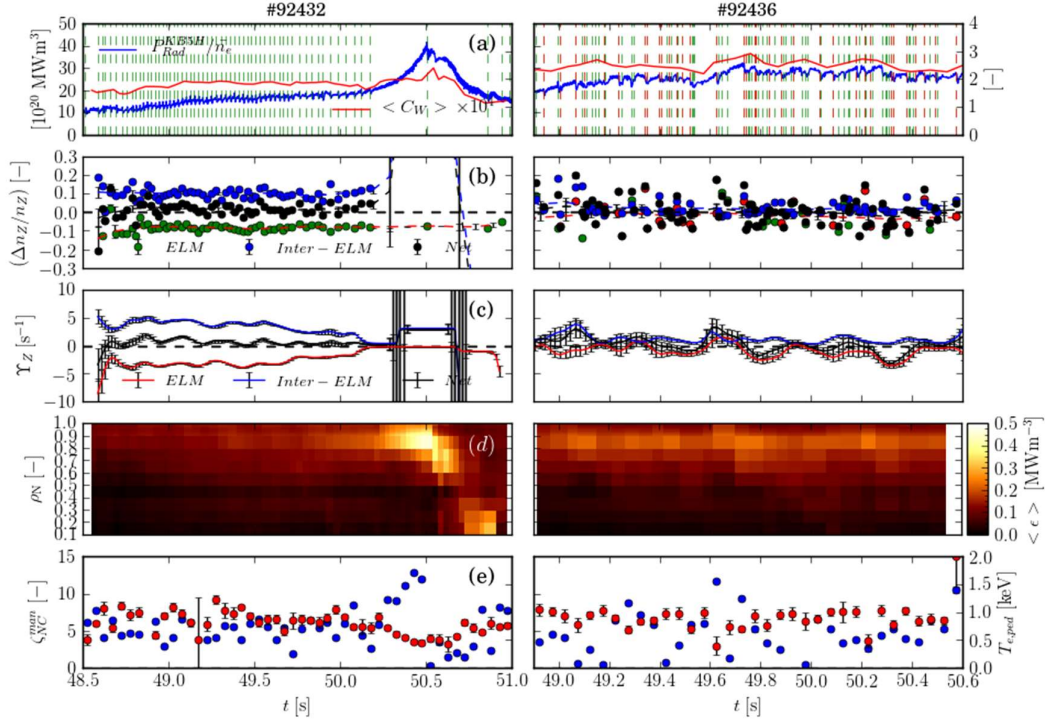 #92432 #92436
50
40
30
20
10
0
[10^20 MWm^3]
P_Rad^KB5H/n_e
(a)
< C_W > ×10^4
4
3
2
1
0
[-]
0.3
0.2
0.1
0.0
−0.1
−0.2
−0.3
(Δn_Z/n_Z) [-]
(b)
ELM Inter − ELM Net
10
5
0
−5
−10
Υ_Z [s^−1]
(c)
ELM Inter − ELM Net
1.0
0.9
0.8
0.7
0.6
0.5
0.4
0.3
0.2
0.1
ρ_N [-]
(d)
0.5
0.4
0.3
0.2
0.1
0.0
< ϵ > [MWm^−3]
15
10
5
0
ζ_NC^man [-]
(e)
2.0
1.5
1.0
0.5
0.0
T_e,ped [keV]
48.5 49.0 49.5 50.0 50.5 51.0
49.0 49.2 49.4 49.6 49.8 50.0 50.2 50.4 50.6
t [s] t [s]